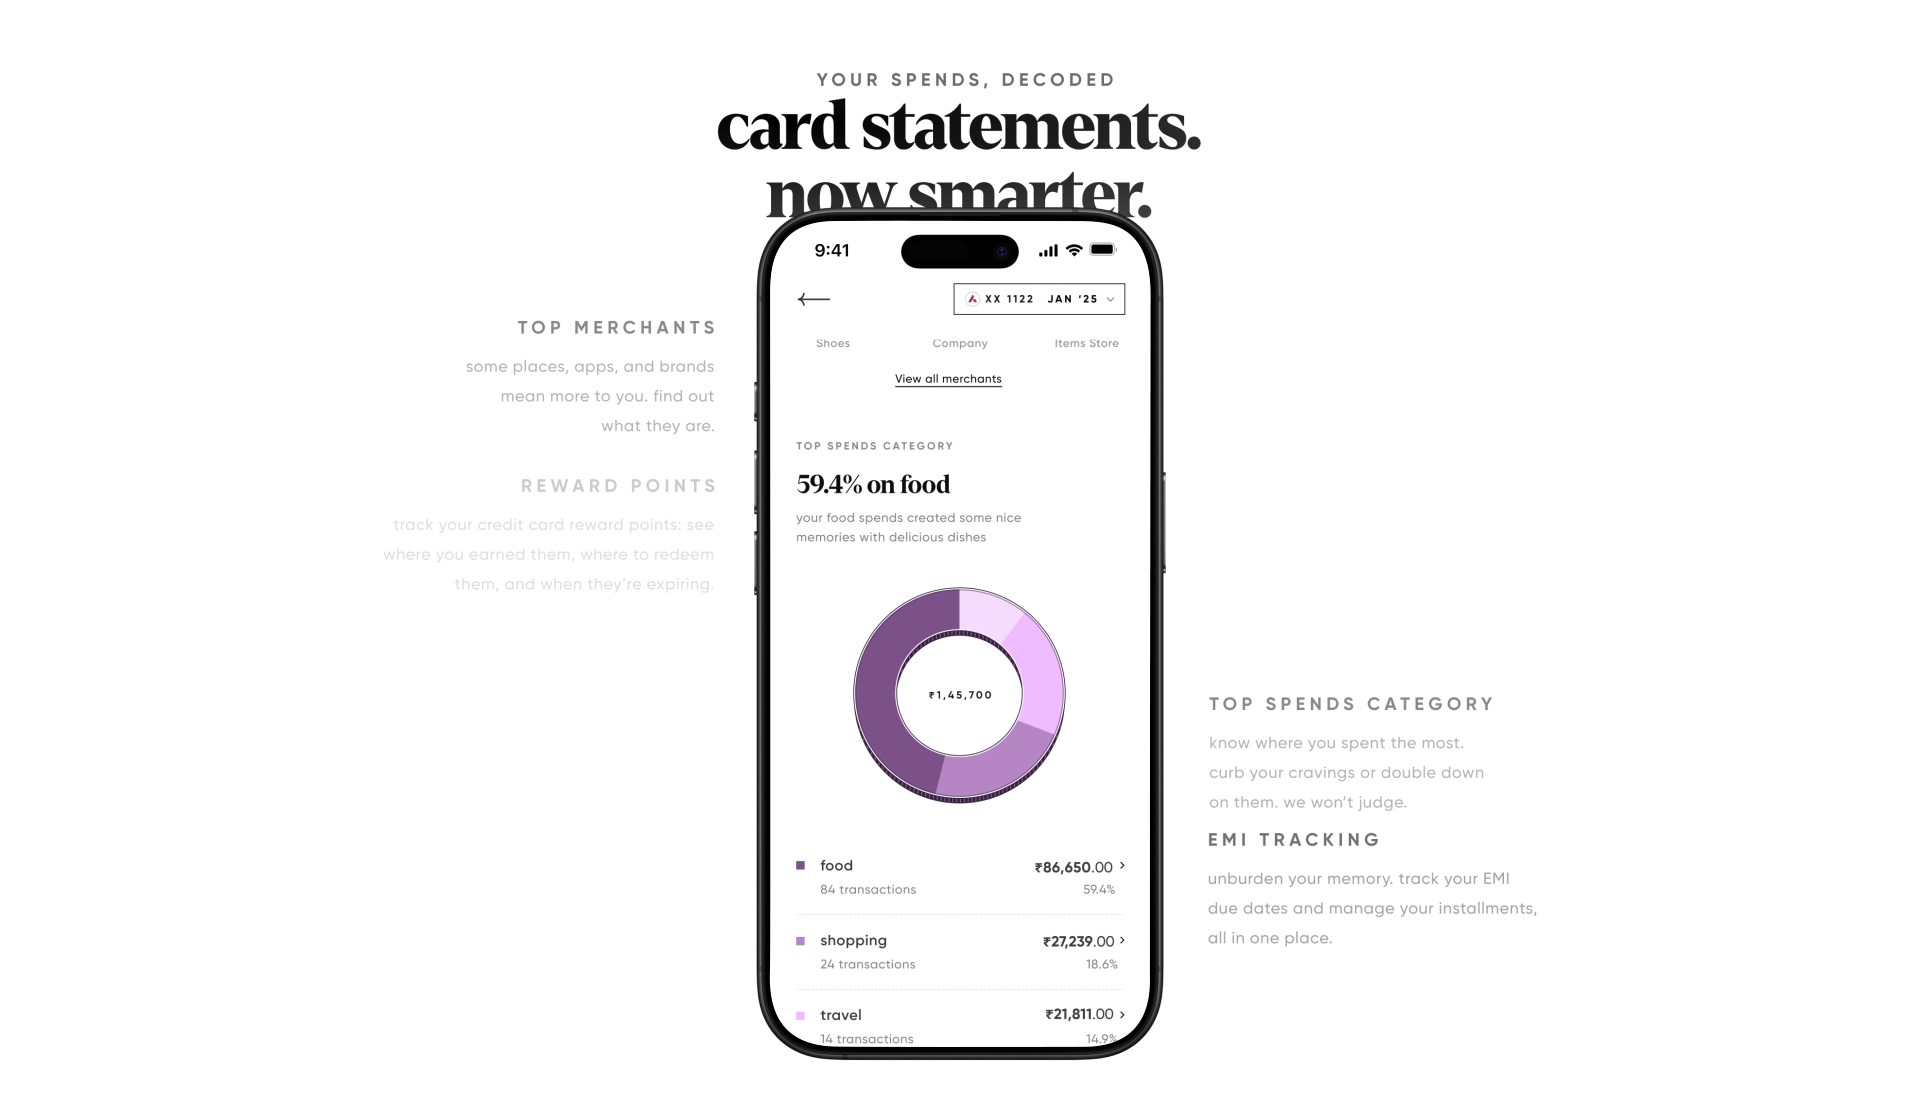 YOUR SPENDS, DECODED
card statements.
now smarter.
TOP MERCHANTS
some places, apps, and brands
mean more to you. find out
what they are.
REWARD POINTS
track your credit card reward points: see
where you earned them, where to redeem
them, and when they’re expiring.
9:41
XX 1122 JAN ‘25
Shoes Company Items Store
View all merchants
TOP SPENDS CATEGORY
59.4% on food
your food spends created some nice
memories with delicious dishes
₹1,45,700
food ₹86,650.00
84 transactions 59.4%
shopping ₹27,239.00
24 transactions 18.6%
travel ₹21,811.00
14 transactions 14.9%
TOP SPENDS CATEGORY
know where you spent the most.
curb your cravings or double down
on them. we won’t judge.
EMI TRACKING
unburden your memory. track your EMI
due dates and manage your installments,
all in one place.